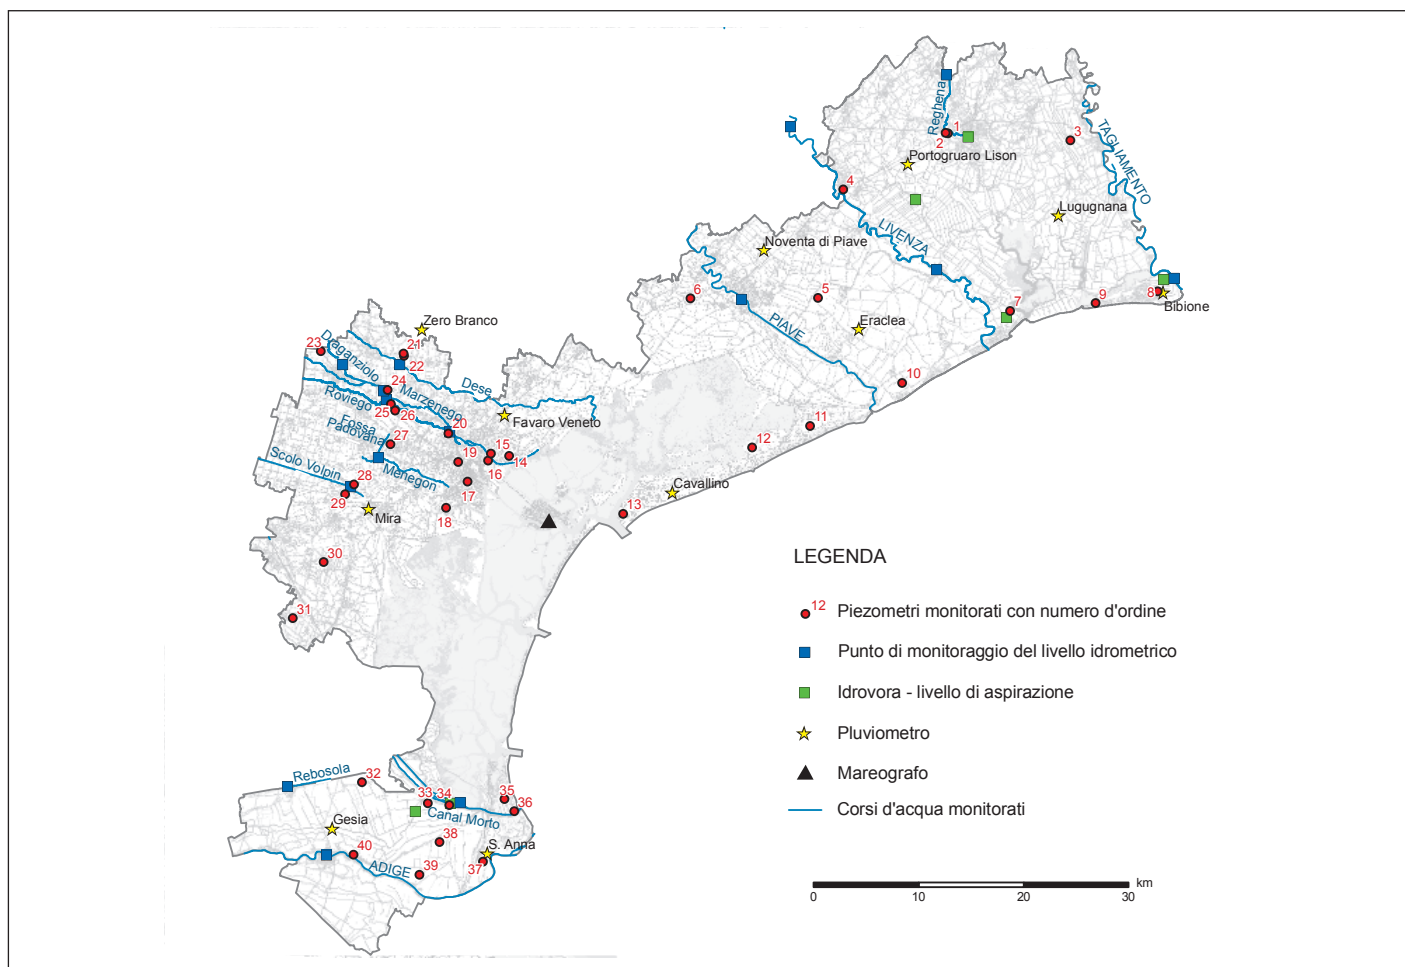 Reghena
1
2
3
TAGLIAMENTO
Portogruaro Lison
4
Lugugnana
LIVENZA
Noventa di Piave
6
5
7
9
8
Bibione
PIAVE
Eraclea
Zero Branco
23
Draganziolo
21
22
Dese
10
24
Marzenego
Roviego
25
26
Favaro Veneto
Fossa
Padovana
27
20
11
12
19
15
14
16
Scolo Volpin
Menegon
28
29
17
18
Mira
Cavallino
13
30
31
LEGENDA
12
Piezometri monitorati con numero d'ordine
Punto di monitoraggio del livello idrometrico
Idrovora - livello di aspirazione
Pluviometro
Mareografo
Corsi d'acqua monitorati
Rebosola
32
33
34
35
36
Canal Morto
Gesia
38
S. Anna
40
ADIGE
39
37
km
0
10
20
30